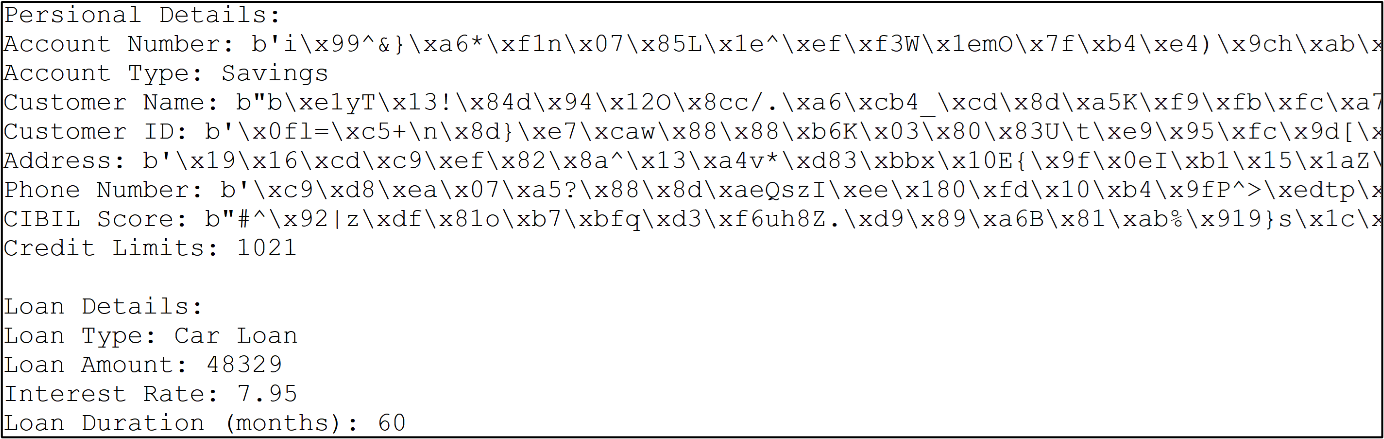 Persional Details:
Account Number: b'i\x99^&}\xa6*\xf1n\x07\x85L\x1e^\xef\xf3W\x1emO\x7f\xb4\xe4)\x9ch\xab\x
Account Type: Savings
Customer Name: b"b\xe1yT\x13!\x84d\x94\x12O\x8cc/.\xa6\xcb4_\xcd\x8d\xa5K\xf9\xfb\xfc\xa7
Customer ID: b'\x0fl=\xc5+\n\x8d}\xe7\xcaw\x88\x88\xb6K\x03\x80\x83U\t\xe9\x95\xfc\x9d[\x
Address: b'\x19\x16\xcd\xc9\xef\x82\x8a^\x13\xa4v*\xd83\xbbx\x10E{\x9f\x0eI\xb1\x15\x1aZ\
Phone Number: b'\xc9\xd8\xea\x07\xa5?\x88\x8d\xaeQszI\xee\x180\xfd\x10\xb4\x9fP^>\xedtp\x
CIBIL Score: b"#^\x92|z\xdf\x81o\xb7\xbfq\xd3\xf6uh8Z.\xd9\x89\xa6B\x81\xab%\x919}s\x1c\x
Credit Limits: 1021

Loan Details:
Loan Type: Car Loan
Loan Amount: 48329
Interest Rate: 7.95
Loan Duration (months): 60